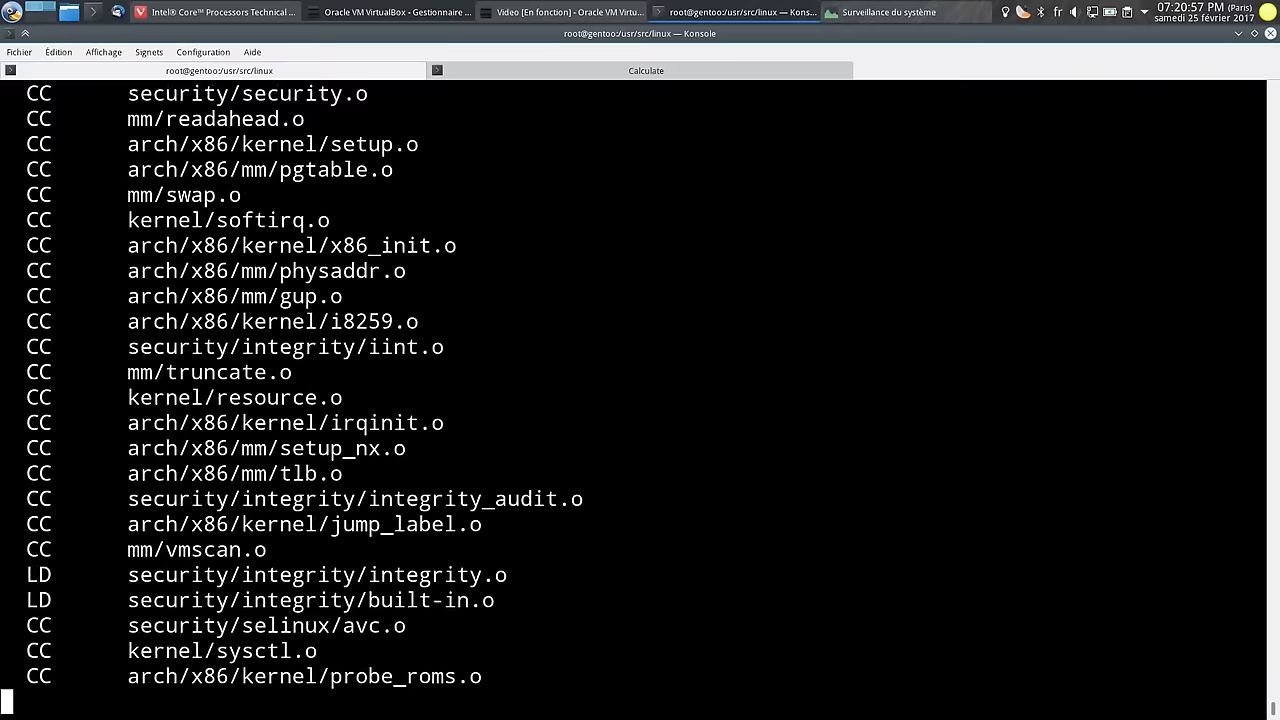 Intel® Core™ Processors Technical ...
Oracle VM VirtualBox - Gestionnaire ...
Video [En fonction] - Oracle VM Virtu...
root@gentoo:/usr/src/linux — Kons...
Surveillance du système
fr
07:20:57 PM (Paris)
samedi 25 février 2017
root@gentoo:/usr/src/linux — Konsole
Fichier Édition Affichage Signets Configuration Aide
root@gentoo:/usr/src/linux
Calculate
CC security/security.o
CC mm/readahead.o
CC arch/x86/kernel/setup.o
CC arch/x86/mm/pgtable.o
CC mm/swap.o
CC kernel/softirq.o
CC arch/x86/kernel/x86_init.o
CC arch/x86/mm/physaddr.o
CC arch/x86/mm/gup.o
CC arch/x86/kernel/i8259.o
CC security/integrity/iint.o
CC mm/truncate.o
CC kernel/resource.o
CC arch/x86/kernel/irqinit.o
CC arch/x86/mm/setup_nx.o
CC arch/x86/mm/tlb.o
CC security/integrity/integrity_audit.o
CC arch/x86/kernel/jump_label.o
CC mm/vmscan.o
LD security/integrity/integrity.o
LD security/integrity/built-in.o
CC security/selinux/avc.o
CC kernel/sysctl.o
CC arch/x86/kernel/probe_roms.o